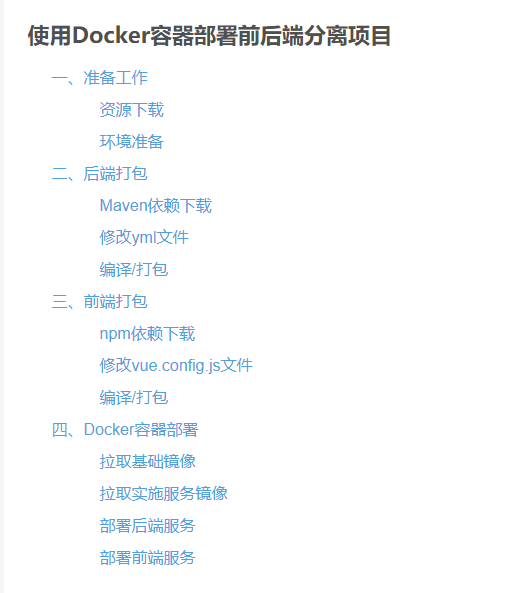 使用Docker容器部署前后端分离项目
一、准备工作
资源下载
环境准备
二、后端打包
Maven依赖下载
修改yml文件
编译/打包
三、前端打包
npm依赖下载
修改vue.config.js文件
编译/打包
四、Docker容器部署
拉取基础镜像
拉取实施服务镜像
部署后端服务
部署前端服务